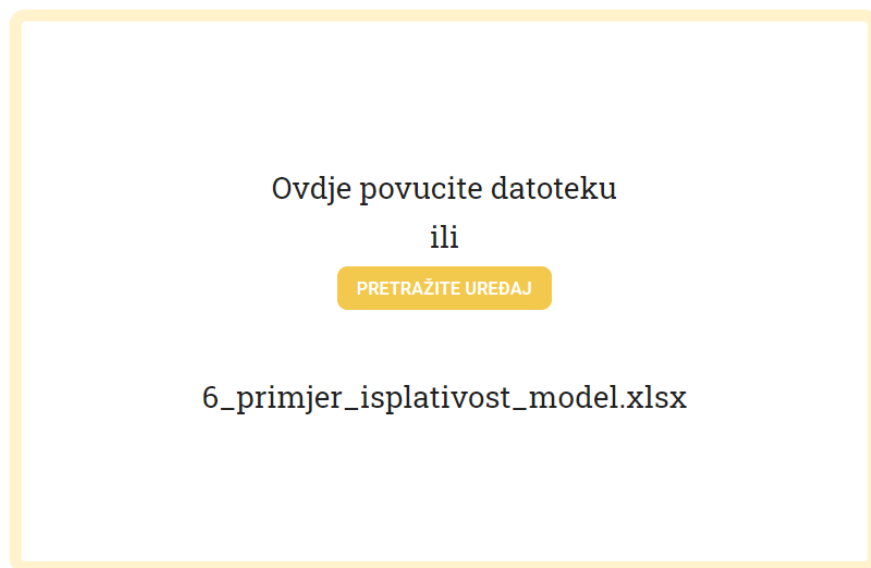 Ovdje povucite datoteku
ili
PRETRAŽITE UREĐAJ
6_primjer_isplativost_model.xlsx